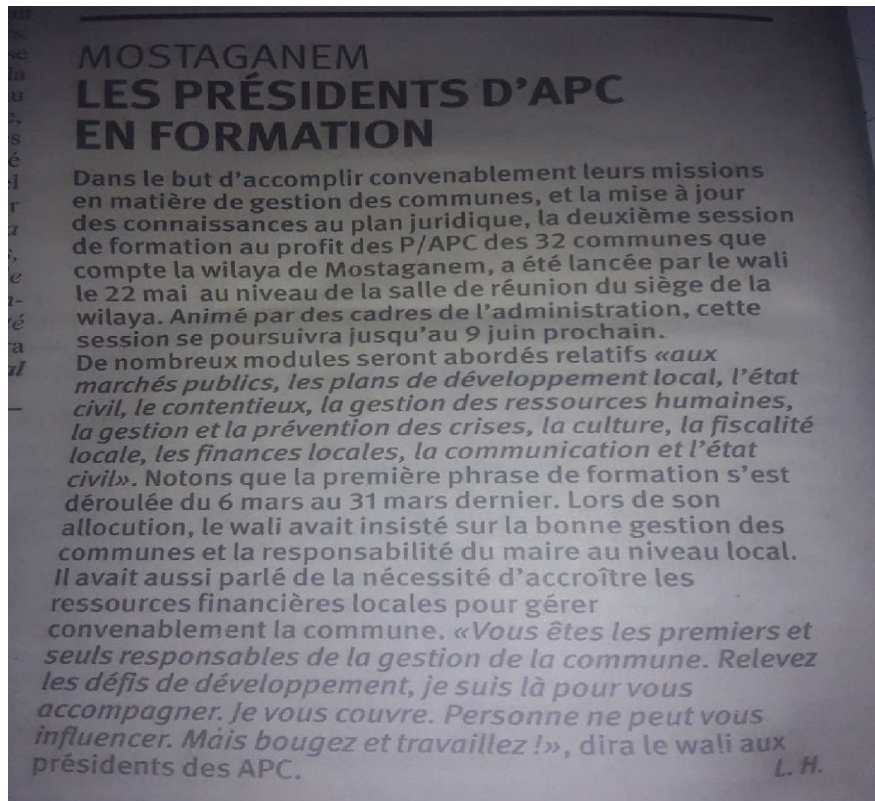 MOSTAGANEM
LES PRÉSIDENTS D'APC
EN FORMATION
Dans le but d'accomplir convenablement leurs missions
en matière de gestion des communes, et la mise à jour
des connaissances au plan juridique, la deuxième session
de formation au profit des P/APC des 32 communes que
compte la wilaya de Mostaganem, a été lancée par le wali
le 22 mai au niveau de la salle de réunion du siège de la
wilaya. Animé par des cadres de l'administration, cette
session se poursuivra jusqu'au 9 juin prochain.
De nombreux modules seront abordés relatifs «aux
marchés publics, les plans de développement local, l'état
civil, le contentieux, la gestion des ressources humaines,
la gestion et la prévention des crises, la culture, la fiscalité
locale, les finances locales, la communication et l'état
civil». Notons que la première phrase de formation s'est
déroulée du 6 mars au 31 mars dernier. Lors de son
allocution, le wali avait insisté sur la bonne gestion des
communes et la responsabilité du maire au niveau local.
Il avait aussi parlé de la nécessité d'accroître les
ressources financières locales pour gérer
convenablement la commune. «Vous êtes les premiers et
seuls responsables de la gestion de la commune. Relevez
les défis de développement, je suis là pour vous
accompagner. Je vous couvre. Personne ne peut vous
influencer. Mais bougez et travaillez !», dira le wali aux
présidents des APC. L. H.